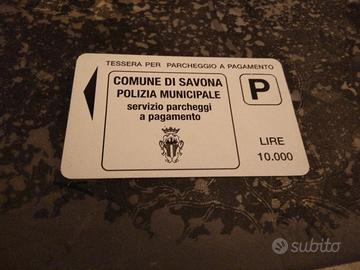 TESSERA PER PARCHEGGIO A PAGAMENTO
COMUNE DI SAVONA
POLIZIA MUNICIPALE
servizio parcheggi
a pagamento
P
LIRE
10.000
subito